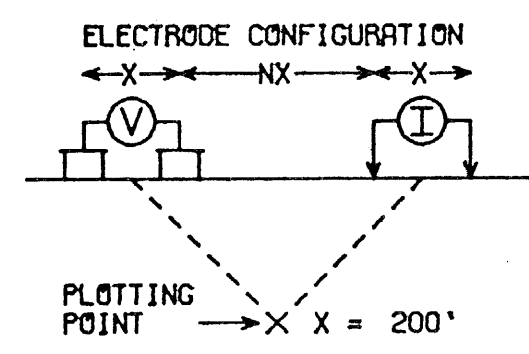 ELECTRODE CONFIGURATION
X NX X
V I
PLOTTING
POINT X = 200'